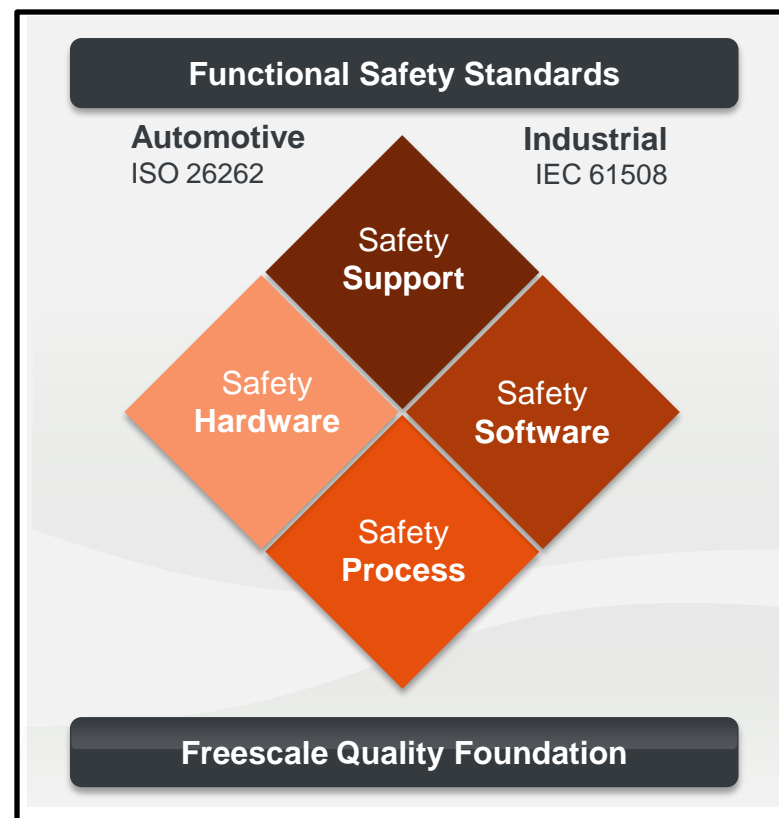 Functional Safety Standards
Automotive
ISO 26262
Industrial
IEC 61508
Safety
Support
Safety
Hardware
Safety
Software
Safety
Process
Freescale Quality Foundation